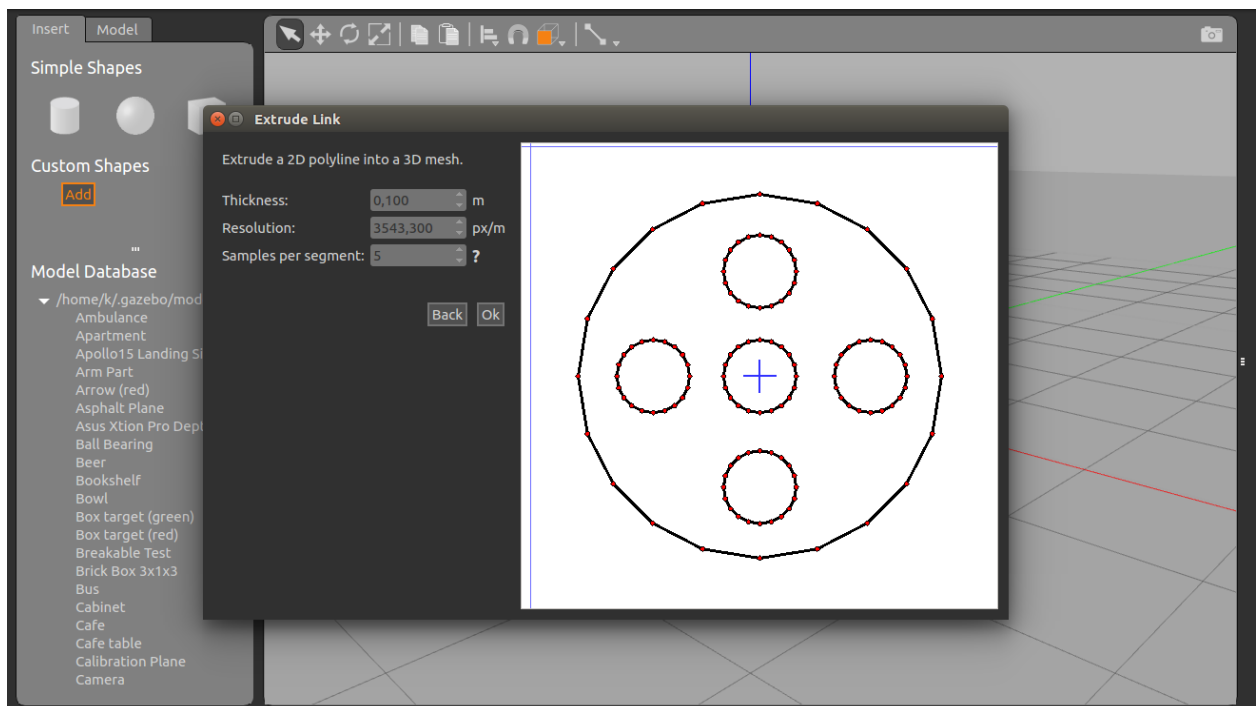 Insert Model
Simple Shapes
Custom Shapes
Add
Model Database
/home/k/.gazebo/mod
Ambulance
Apartment
Apollo15 Landing Si
Arm Part
Arrow (red)
Asphalt Plane
Asus Xtion Pro Dept
Ball Bearing
Beer
Bookshelf
Bowl
Box target (green)
Box target (red)
Breakable Test
Brick Box 3x1x3
Bus
Cabinet
Cafe
Cafe table
Calibration Plane
Camera
Extrude Link
Extrude a 2D polyline into a 3D mesh.
Thickness: 0,100 m
Resolution: 3543,300 px/m
Samples per segment: 5 ?
Back Ok